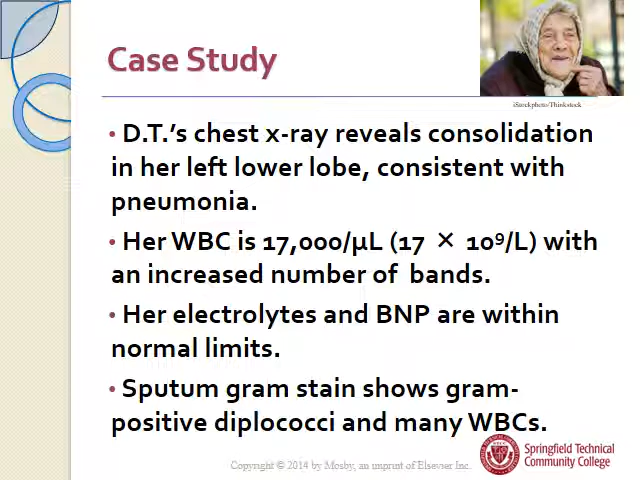 Case Study
iStockphoto/Thinkstock
• D.T.’s chest x-ray reveals consolidation
in her left lower lobe, consistent with
pneumonia.
• Her WBC is 17,000/µL (17 × 10⁹/L) with
an increased number of bands.
• Her electrolytes and BNP are within
normal limits.
• Sputum gram stain shows gram-
positive diplococci and many WBCs.
Springfield Technical
Community College
Copyright © 2014 by Mosby, an imprint of Elsevier Inc.